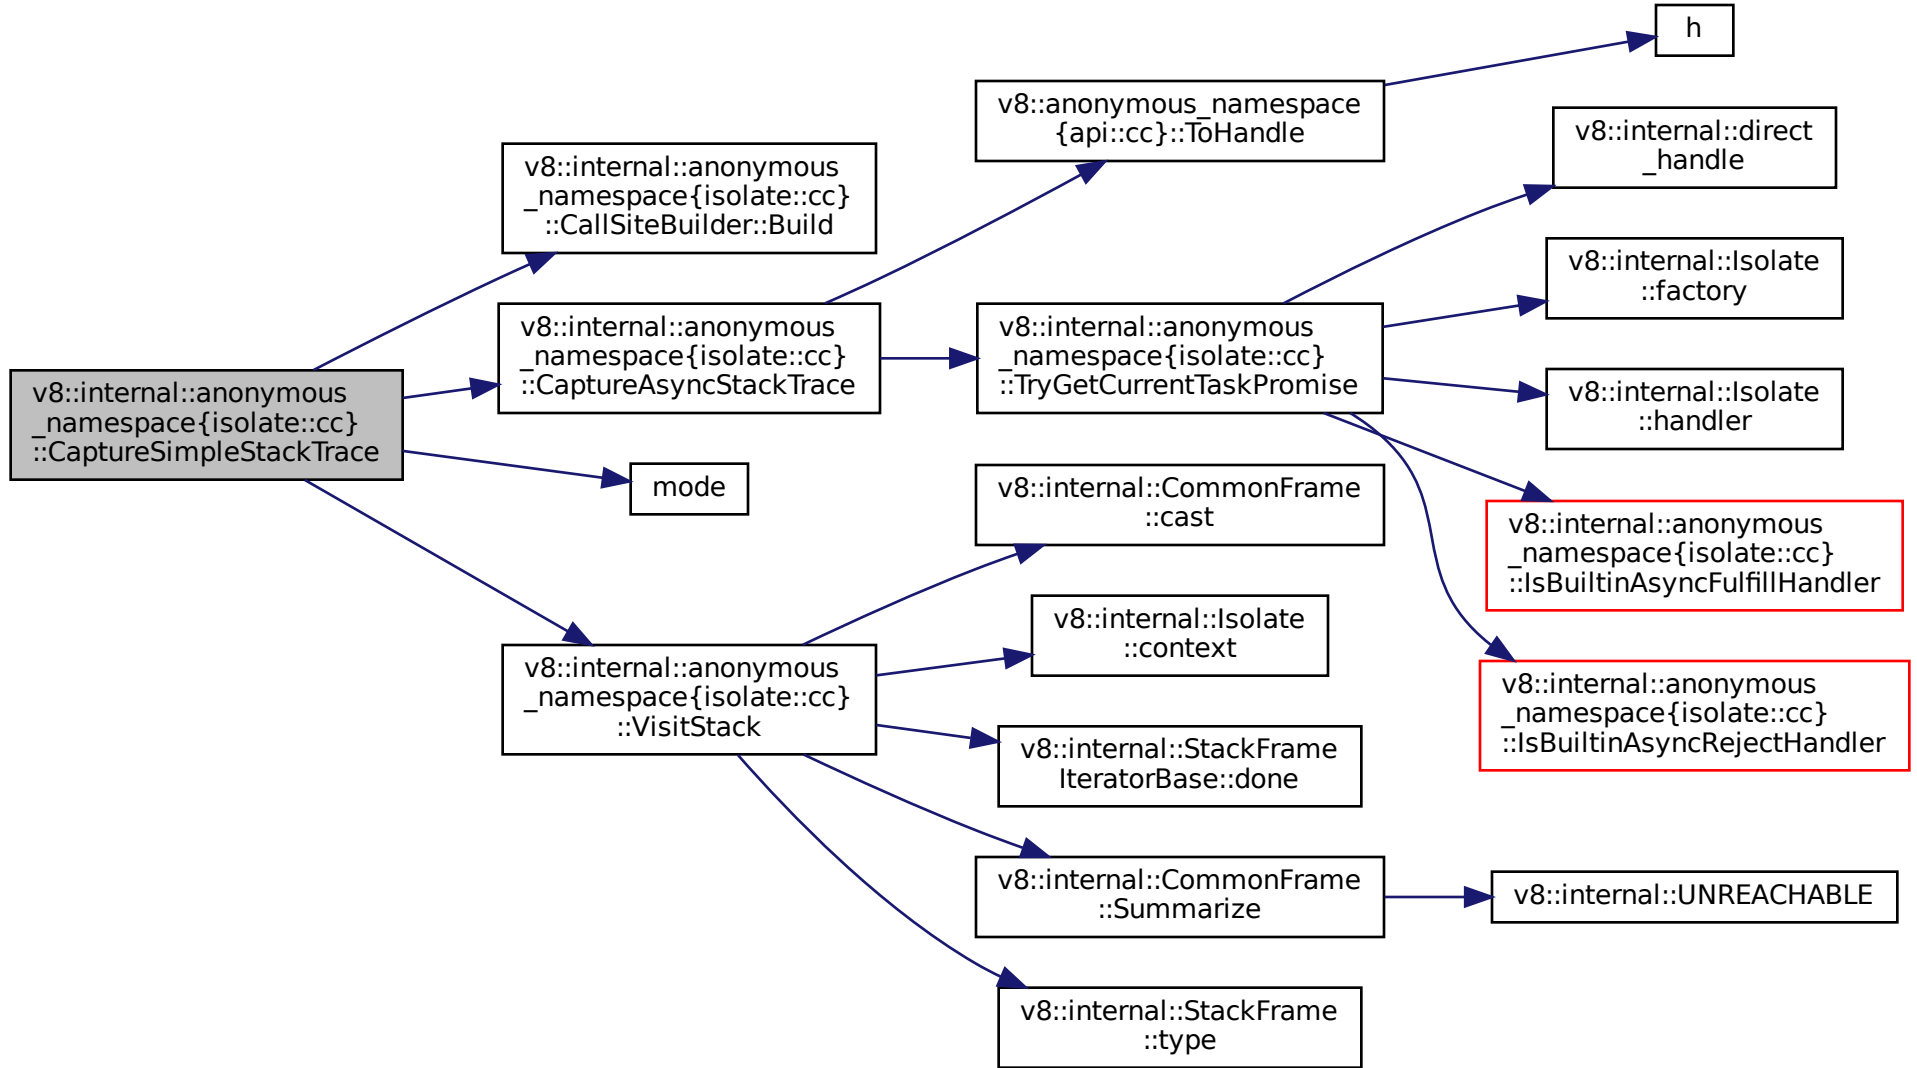 v8::internal::anonymous
_namespace{isolate::cc}
::CaptureSimpleStackTrace
v8::internal::anonymous
_namespace{isolate::cc}
::CallSiteBuilder::Build
v8::internal::anonymous
_namespace{isolate::cc}
::CaptureAsyncStackTrace
mode
v8::internal::anonymous
_namespace{isolate::cc}
::VisitStack
v8::anonymous_namespace
{api::cc}::ToHandle
v8::internal::anonymous
_namespace{isolate::cc}
::TryGetCurrentTaskPromise
v8::internal::CommonFrame
::cast
v8::internal::Isolate
::context
v8::internal::StackFrame
IteratorBase::done
v8::internal::CommonFrame
::Summarize
v8::internal::StackFrame
::type
h
v8::internal::direct
_handle
v8::internal::Isolate
::factory
v8::internal::Isolate
::handler
v8::internal::anonymous
_namespace{isolate::cc}
::IsBuiltinAsyncFulfillHandler
v8::internal::anonymous
_namespace{isolate::cc}
::IsBuiltinAsyncRejectHandler
v8::internal::UNREACHABLE